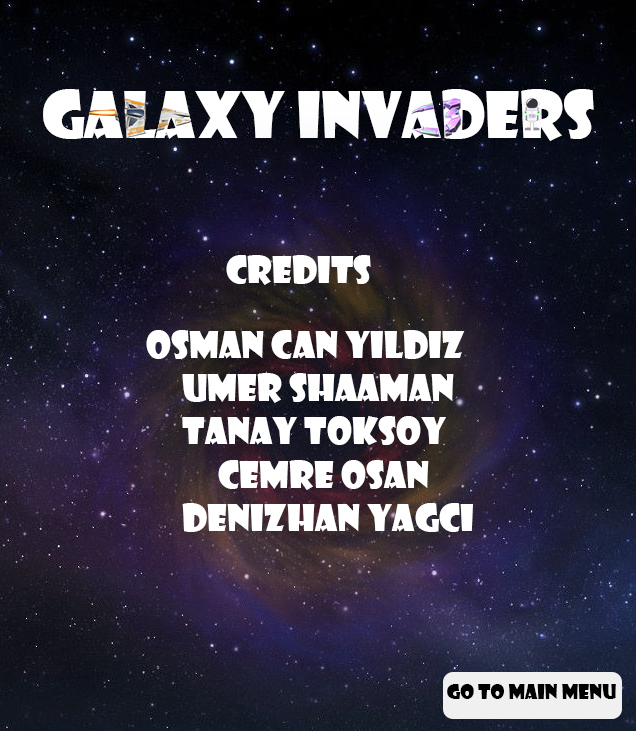 GALAXY INVADERS
CREDITS
OSMAN CAN YILDIZ
UMER SHAAMAN
TANAY TOKSOY
CEMRE OSAN
DENIZHAN YAGCI
GO TO MAIN MENU